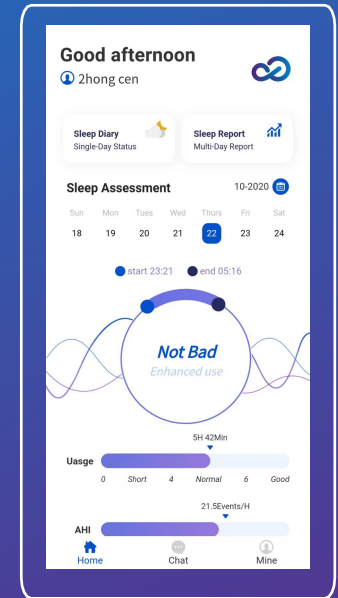 Good afternoon
2hong cen
Sleep Diary
Single-Day Status
Sleep Report
Multi-Day Report
Sleep Assessment 10-2020
Sun Mon Tues Wed Thurs Fri Sat
18 19 20 21 22 23 24
start 23:21 end 05:16
Not Bad
Enhanced use
5H 42Min
Uasge
0 Short 4 Normal 6 Good
21.5Events/H
AHI
Home Chat Mine